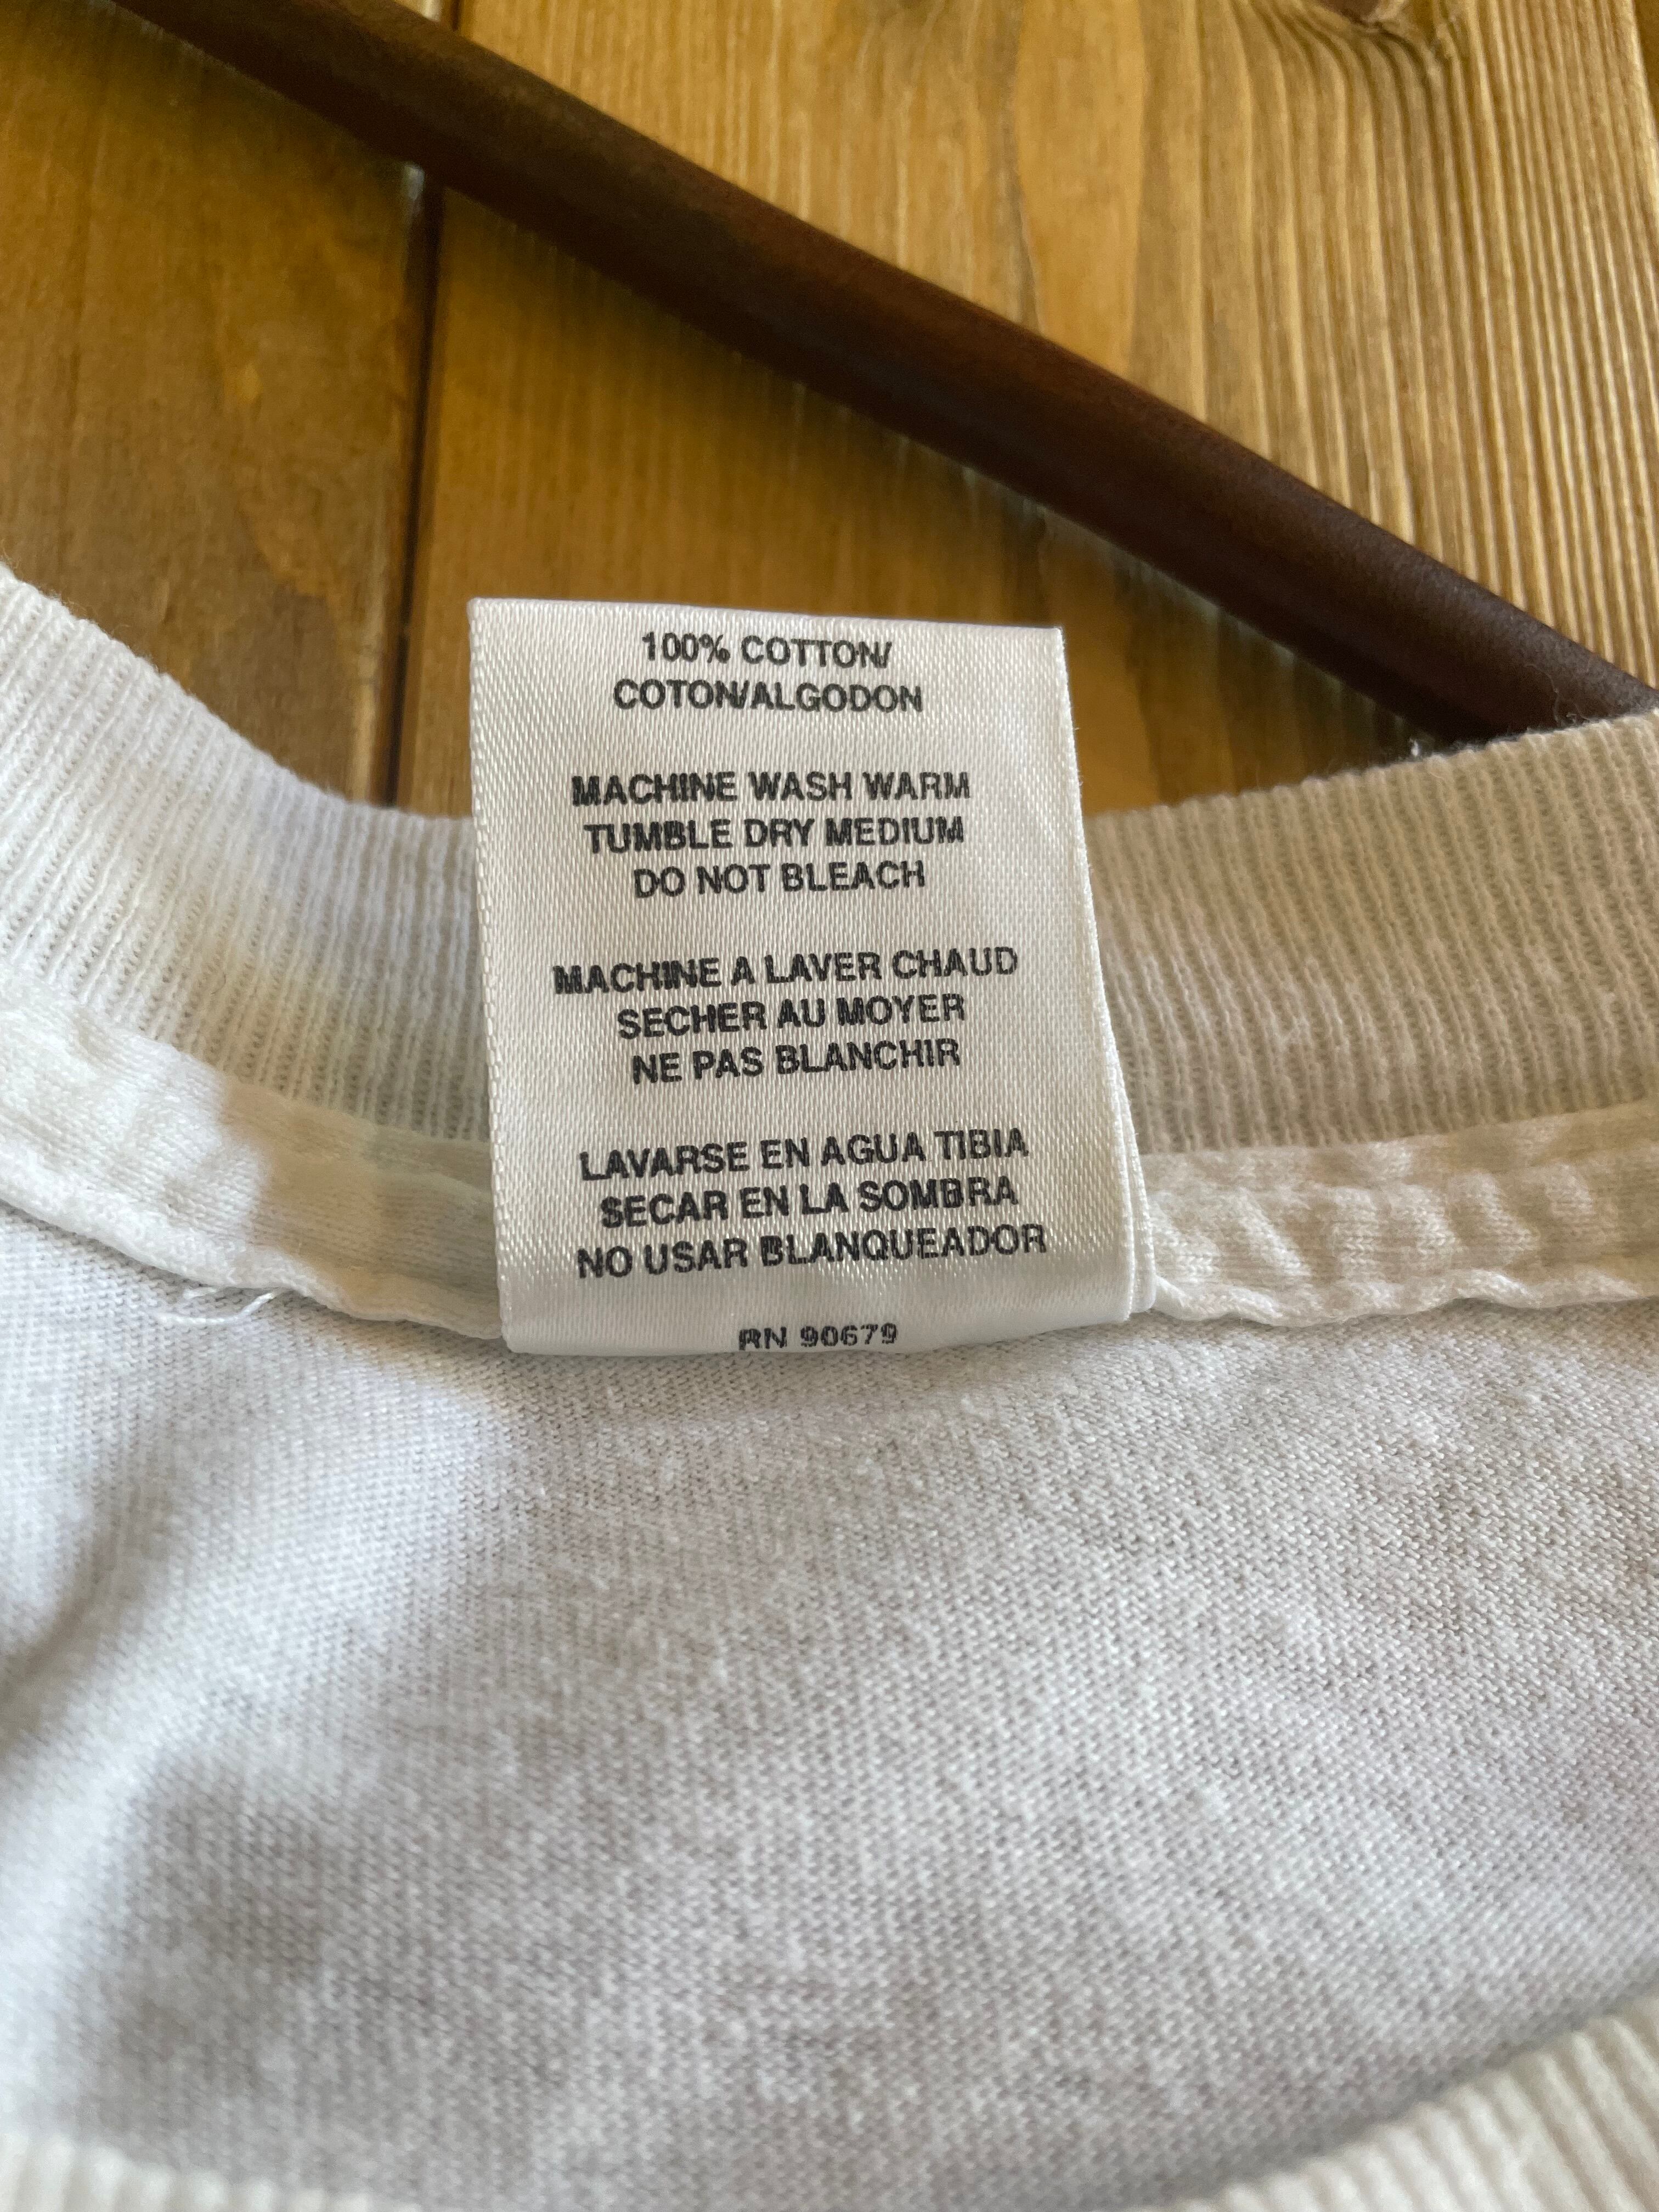 100% COTTON/
COTON/ALGODON
MACHINE WASH WARM
TUMBLE DRY MEDIUM
DO NOT BLEACH
MACHINE A LAVER CHAUD
SECHER AU MOYER
NE PAS BLANCHIR
LAVARSE EN AGUA TIBIA
SECAR EN LA SOMBRA
NO USAR BLANQUEADOR
RN 90679